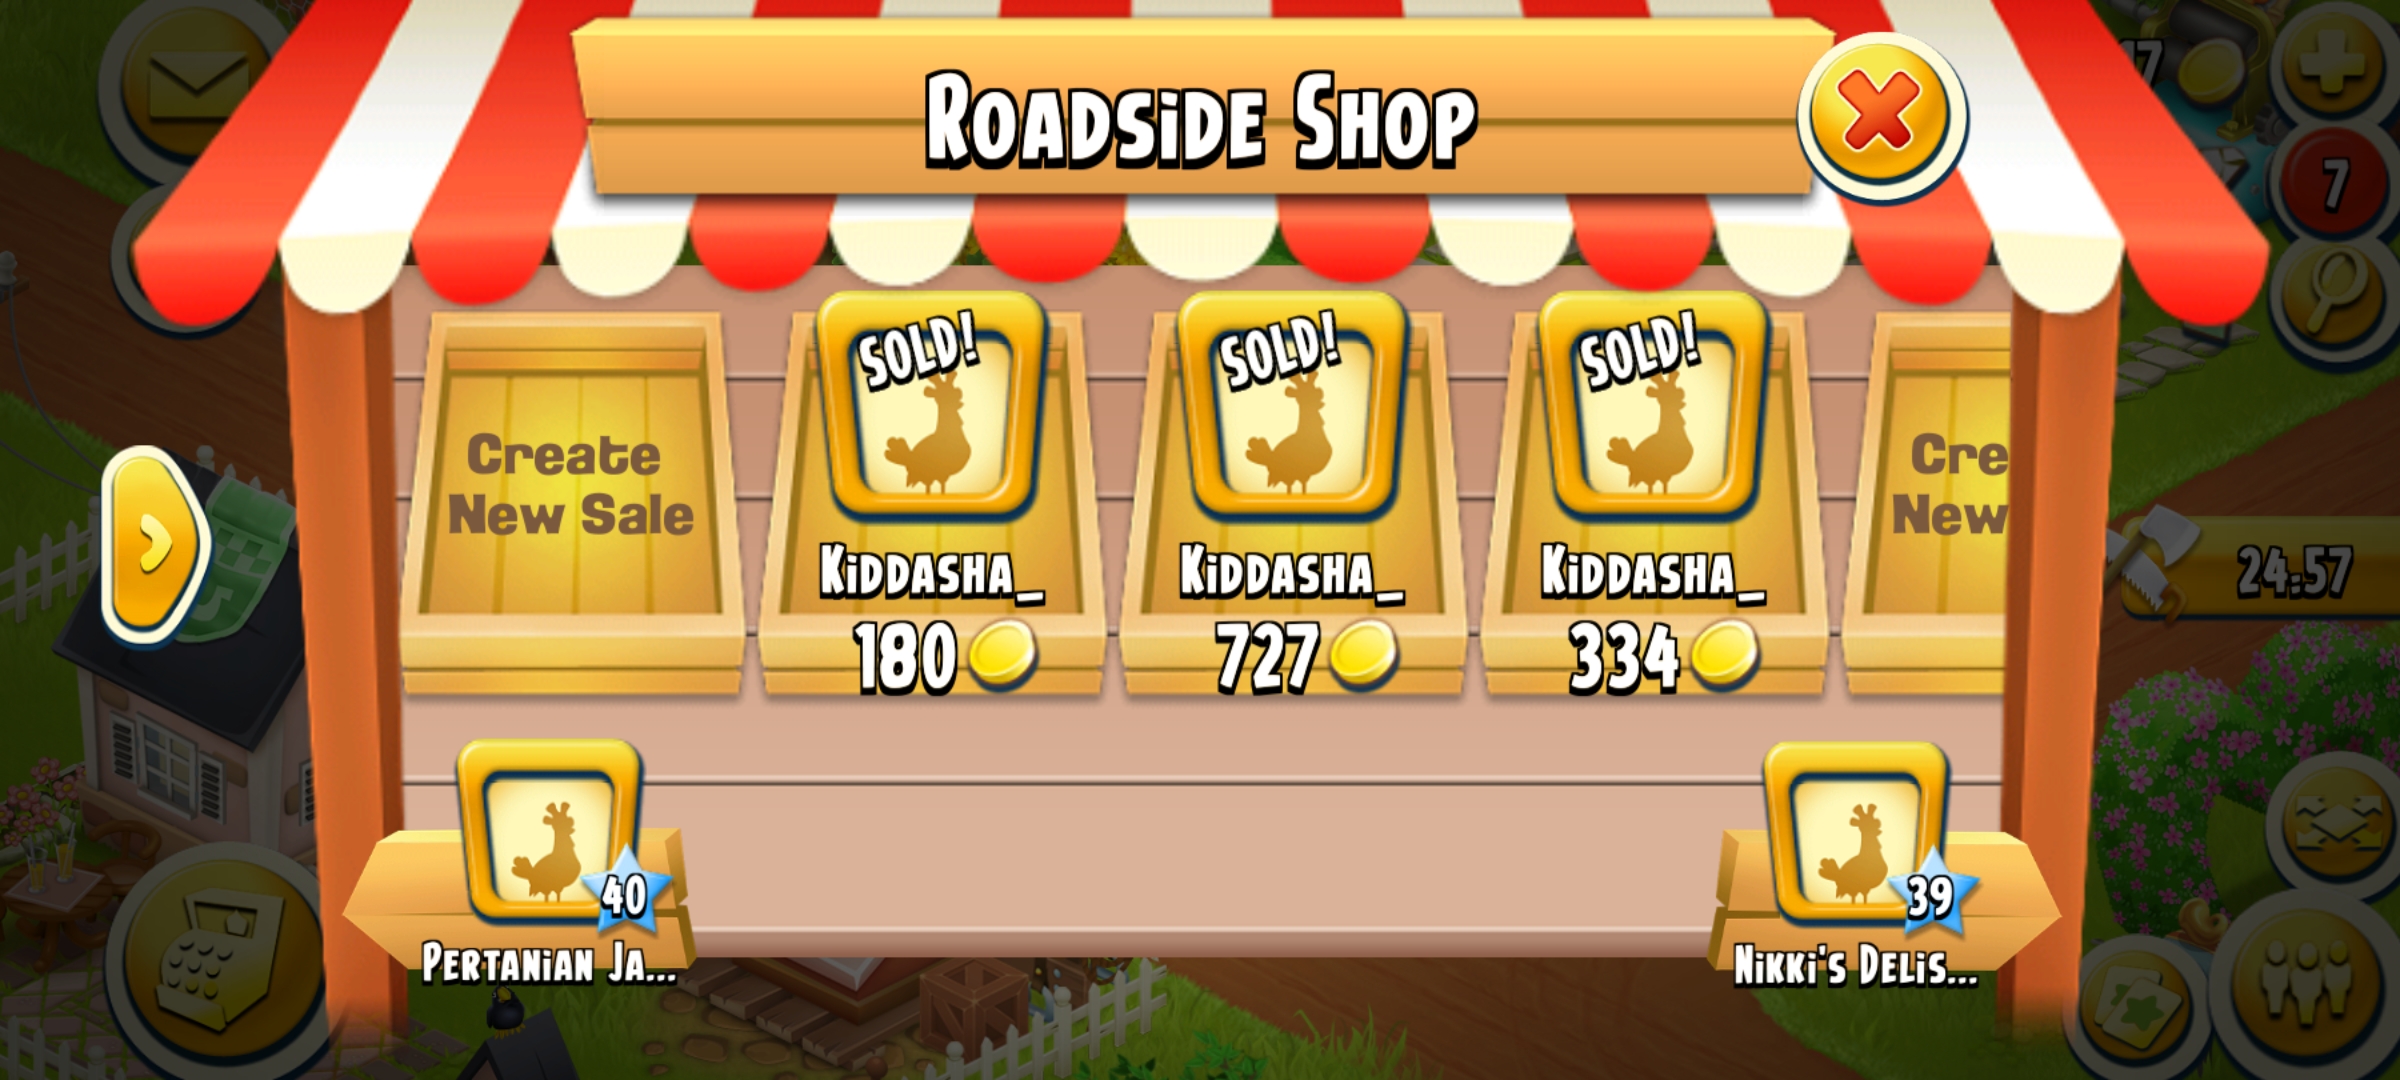 ROADSIDE SHOP
7
7
SOLD!
SOLD!
SOLD!
Create
New Sale
Cre
New
KIDDASHA_
KIDDASHA_
KIDDASHA_
24:57
180
727
334
40
39
PERTANIAN JA...
NIKKI'S DELIS...